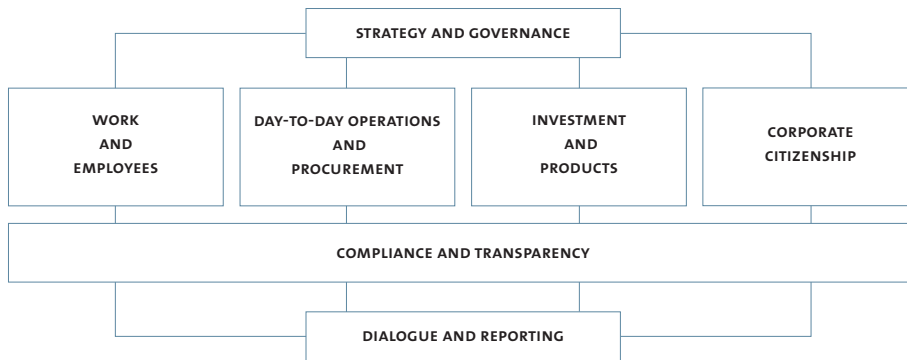 STRATEGY AND GOVERNANCE
WORK
AND
EMPLOYEES
DAY-TO-DAY OPERATIONS
AND
PROCUREMENT
INVESTMENT
AND
PRODUCTS
CORPORATE
CITIZENSHIP
COMPLIANCE AND TRANSPARENCY
DIALOGUE AND REPORTING